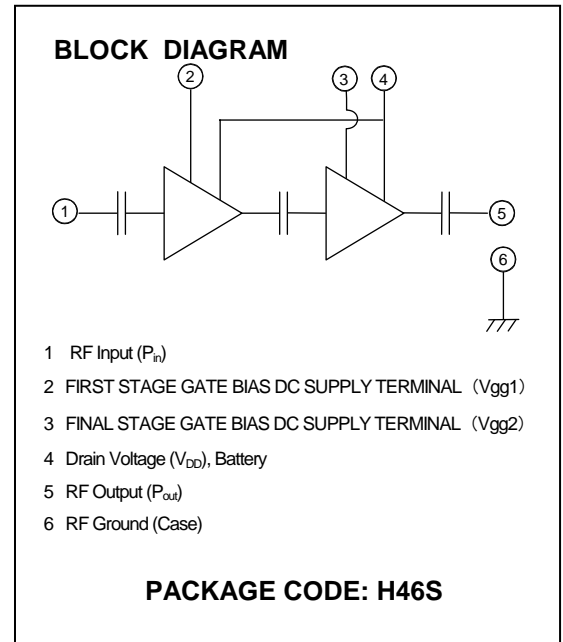 BLOCK DIAGRAM
2 3 4
1 5
6
1 RF Input (Pin)
2 FIRST STAGE GATE BIAS DC SUPPLY TERMINAL （Vgg1）
3 FINAL STAGE GATE BIAS DC SUPPLY TERMINAL （Vgg2）
4 Drain Voltage (VDD), Battery
5 RF Output (Pout)
6 RF Ground (Case)
PACKAGE CODE: H46S